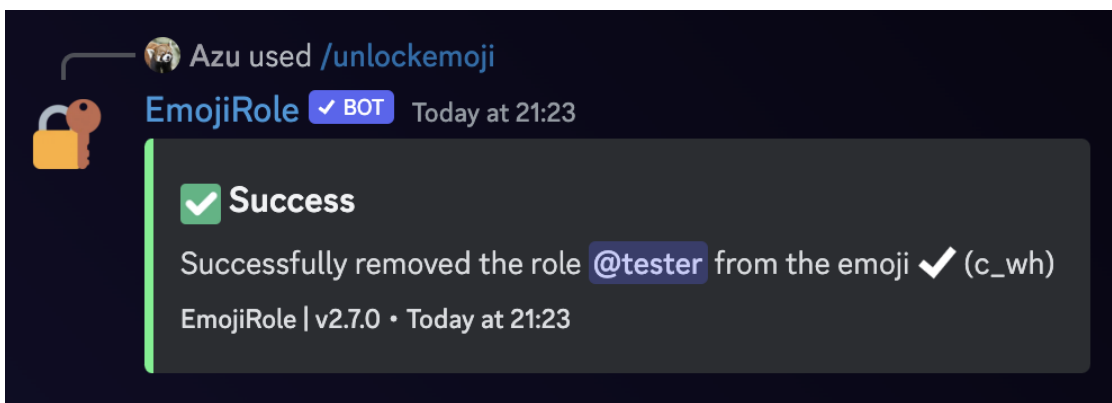 Azu used /unlockemoji
EmojiRole ✓ BOT Today at 21:23
✅ Success
Successfully removed the role @tester from the emoji ✔ (c_wh)
EmojiRole | v2.7.0 • Today at 21:23